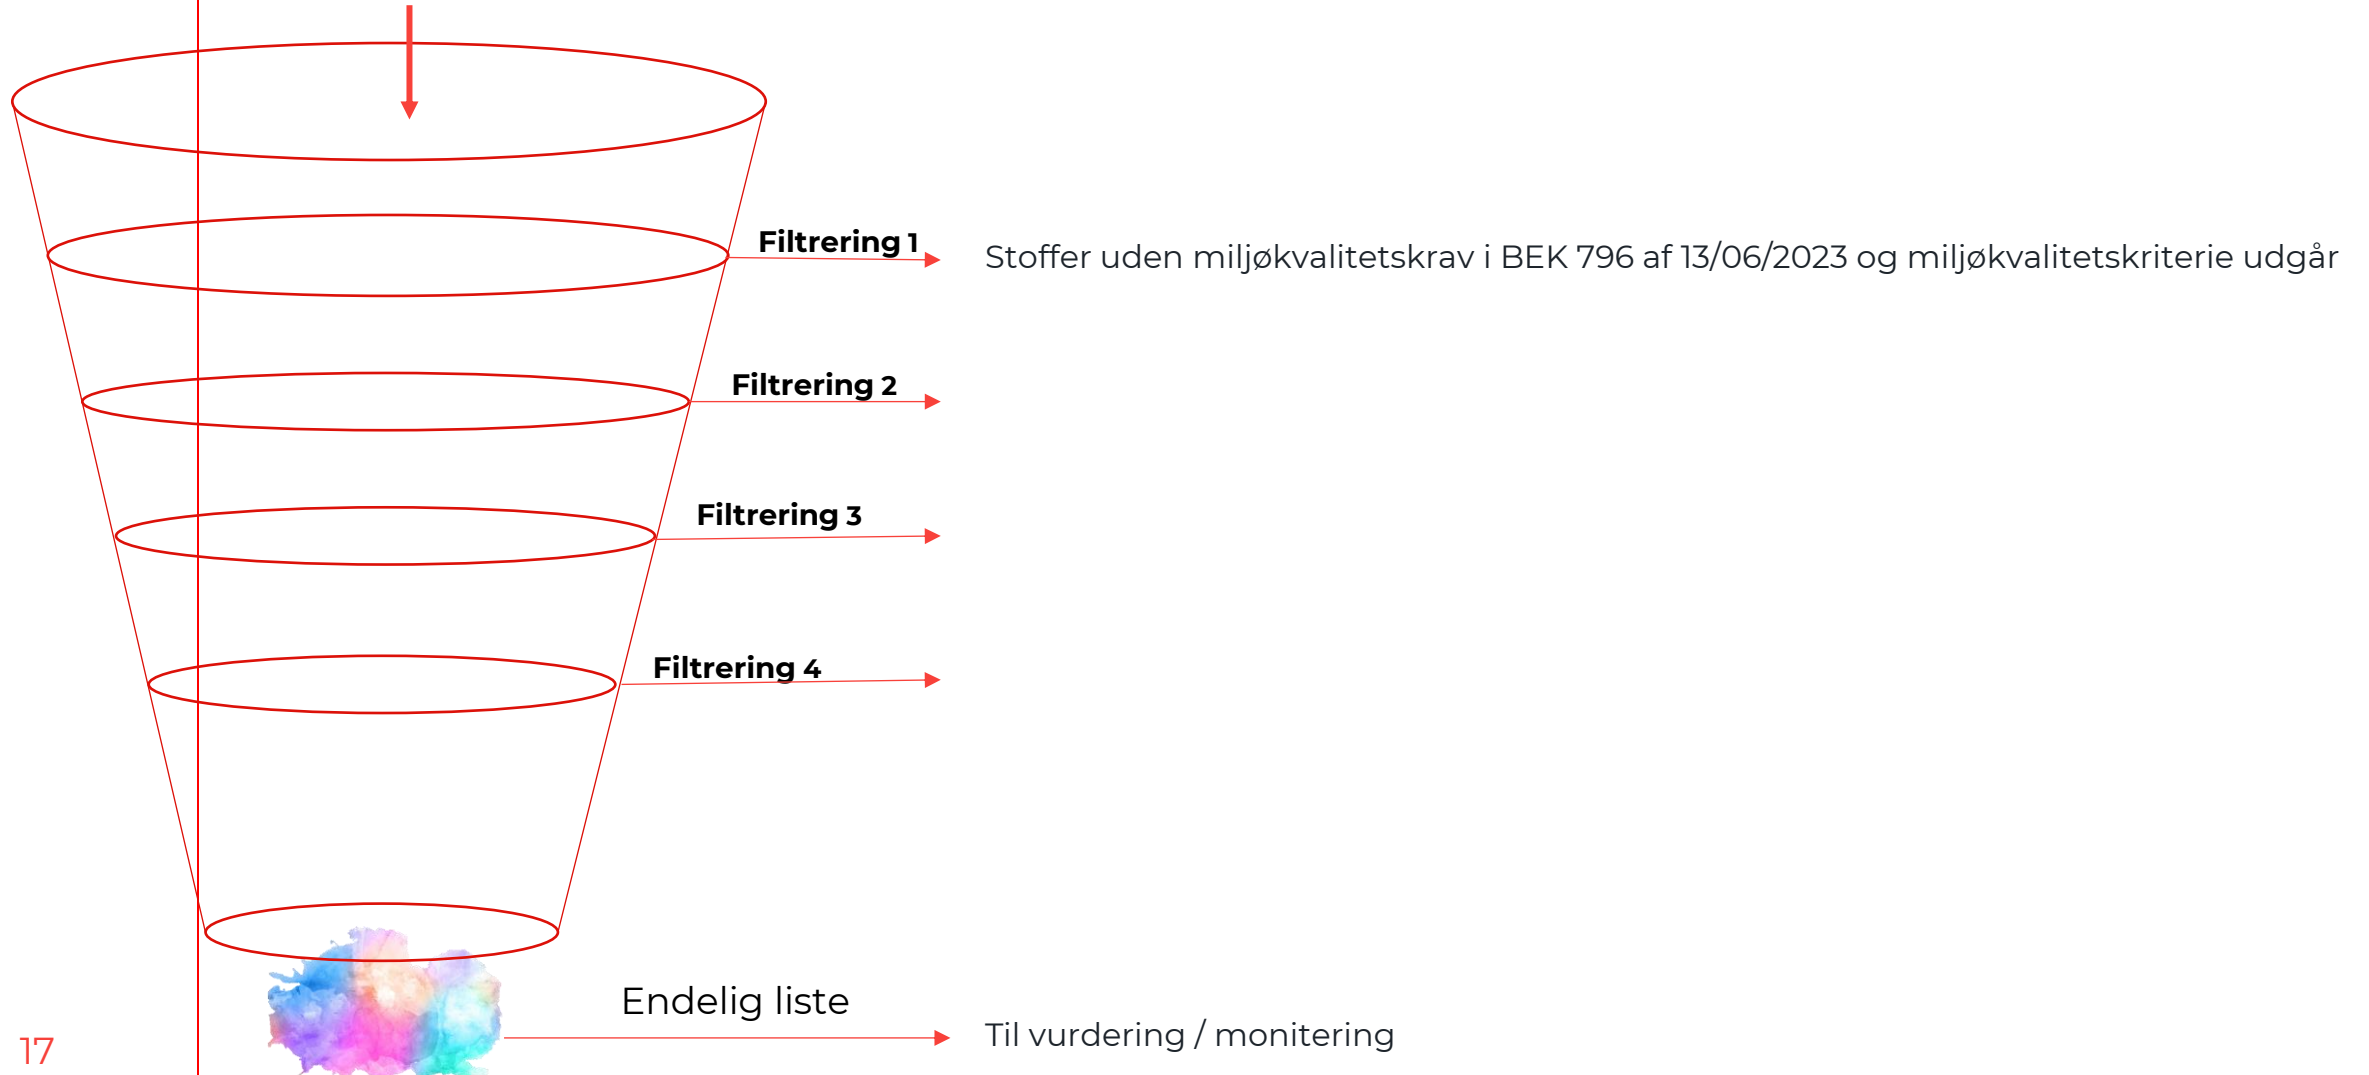 Filtrering 1
Stoffer uden miljøkvalitetskrav i BEK 796 af 13/06/2023 og miljøkvalitetskriterie udgår
Filtrering 2
Filtrering 3
Filtrering 4
Endelig liste
Til vurdering / monitering
17